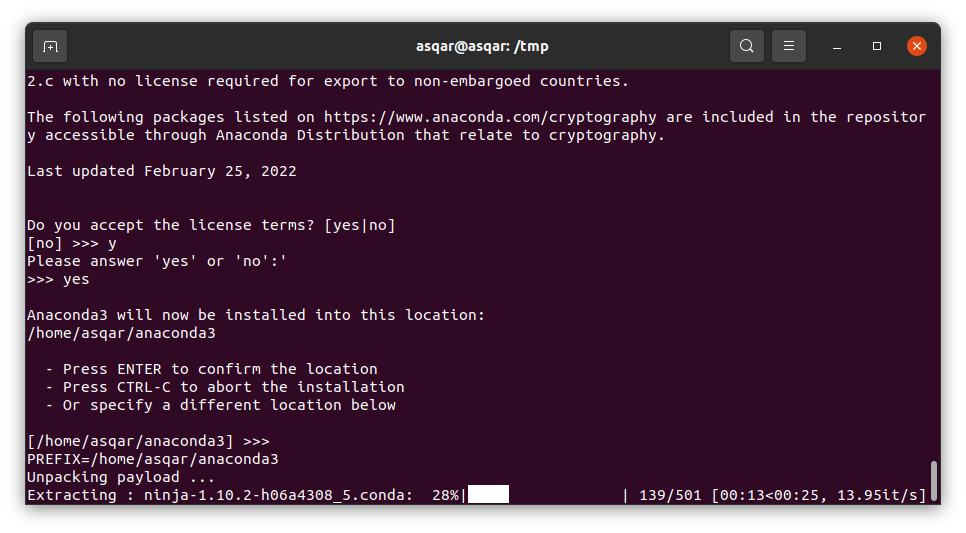 asqar@asqar: /tmp
2.c with no license required for export to non-embargoed countries.
The following packages listed on https://www.anaconda.com/cryptography are included in the repositor
y accessible through Anaconda Distribution that relate to cryptography.
Last updated February 25, 2022
Do you accept the license terms? [yes|no]
[no] >>> y
Please answer 'yes' or 'no':'
>>> yes
Anaconda3 will now be installed into this location:
/home/asqar/anaconda3
  - Press ENTER to confirm the location
  - Press CTRL-C to abort the installation
  - Or specify a different location below
[/home/asqar/anaconda3] >>>
PREFIX=/home/asqar/anaconda3
Unpacking payload ...
Extracting : ninja-1.10.2-h06a4308_5.conda:  28%|             | 139/501 [00:13<00:25, 13.95it/s]